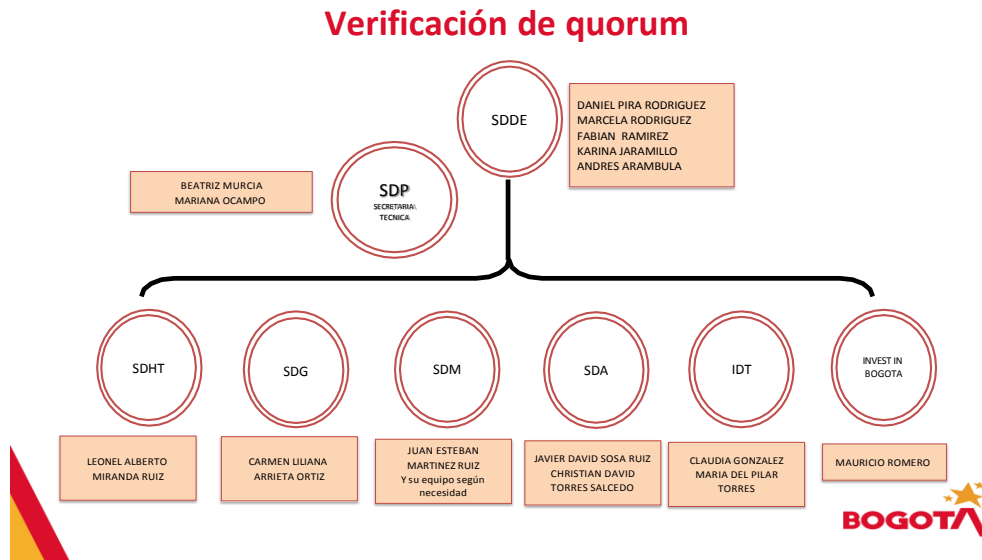 Verificación de quorum
SDDE
DANIEL PIRA RODRIGUEZ
MARCELA RODRIGUEZ
FABIAN RAMIREZ
KARINA JARAMILLO
ANDRES ARAMBULA
BEATRIZ MURCIA
MARIANA OCAMPO
SDP
SECRETARIA
TECNICA
SDHT
SDG
SDM
SDA
IDT
INVEST IN
BOGOTA
LEONEL ALBERTO
MIRANDA RUIZ
CARMEN LILIANA
ARRIETA ORTIZ
JUAN ESTEBAN
MARTINEZ RUIZ
Y su equipo según
necesidad
JAVIER DAVID SOSA RUIZ
CHRISTIAN DAVID
TORRES SALCEDO
CLAUDIA GONZALEZ
MARIA DEL PILAR
TORRES
MAURICIO ROMERO
BOGOTA